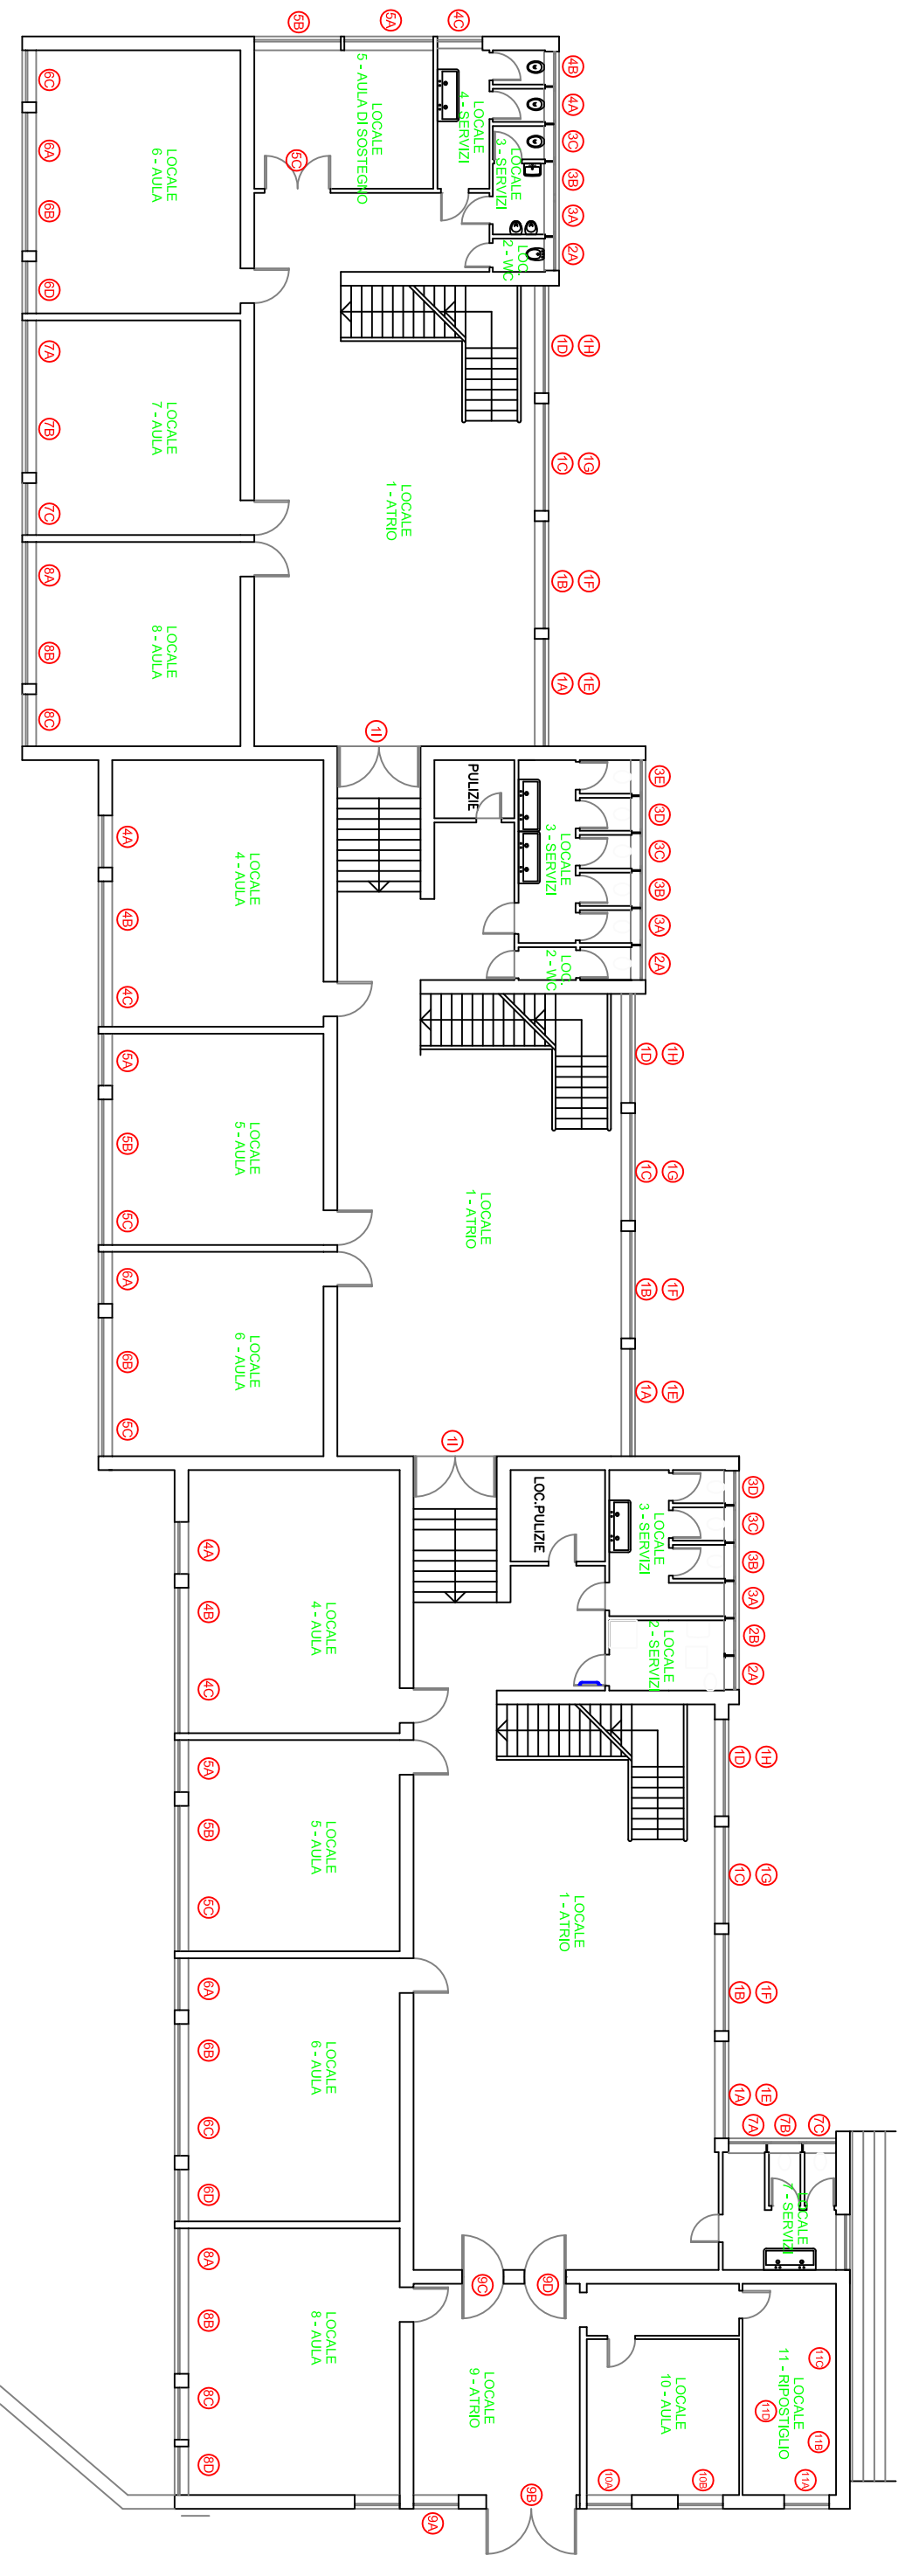 5B
5A
4C
4B
4A
3C
3B
3A
2A
LOCALE
5 - AULA DI SOSTEGNO
5C
LOCALE
4 - SERVIZI
LOCALE
3 - SERVIZI
LOC.
2 - WC
6C
6A
6B
6D
LOCALE
6 - AULA
7A
7B
7C
LOCALE
7 - AULA
8A
8B
8C
LOCALE
8 - AULA
LOCALE
1 - ATRIO
1D
1H
1C
1G
1B
1F
1A
1E
1I
PULIZIE
LOCALE
3 - SERVIZI
LOC.
2 - WC
3E
3D
3C
3B
3A
2A
4A
4B
4C
LOCALE
4 - AULA
5A
5B
5C
LOCALE
5 - AULA
6A
6B
5C
LOCALE
6 - AULA
LOCALE
1 - ATRIO
1D
1H
1C
1G
1B
1F
1A
1E
1I
LOC.PULIZIE
LOCALE
3 - SERVIZI
LOCALE
2 - SERVIZI
3D
3C
3B
3A
2B
2A
4A
4B
4C
LOCALE
4 - AULA
5A
5B
5C
LOCALE
5 - AULA
6A
6B
6C
6D
LOCALE
6 - AULA
LOCALE
1 - ATRIO
1D
1H
1C
1G
1B
1F
1A
1E
7A
7B
7C
LOCALE
7 - SERVIZI
8A
8B
8C
8D
LOCALE
8 - AULA
9C
9D
LOCALE
9 - ATRIO
9A
9B
LOCALE
10 - AULA
10A
10B
LOCALE
11 - RIPOSTIGLIO
11C
11D
11B
11A